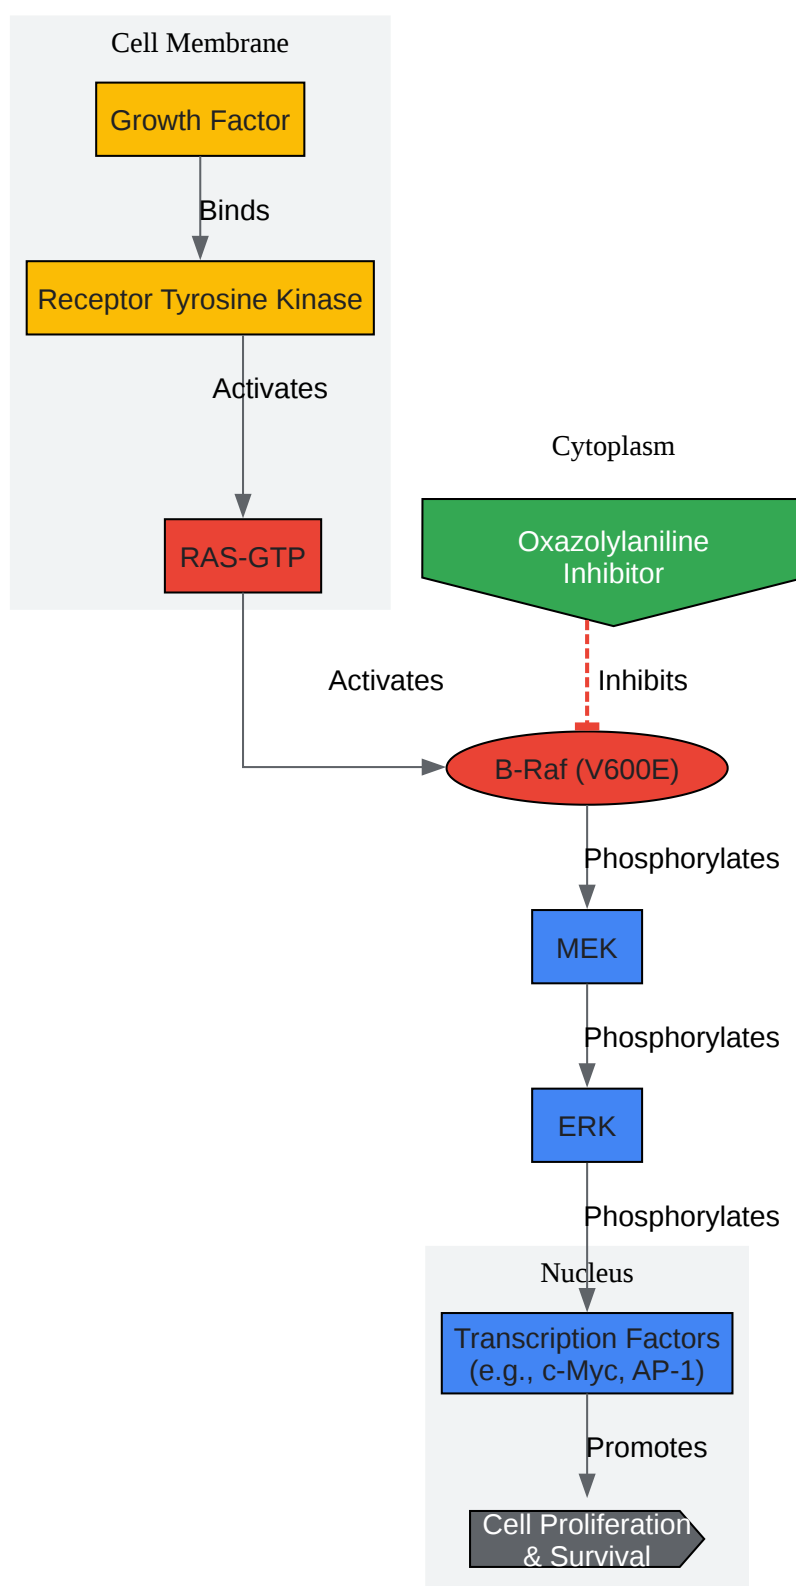 Cell Membrane
Growth Factor
Binds
Receptor Tyrosine Kinase
Activates
Cytoplasm
Oxazolylaniline
Inhibitor
RAS-GTP
Activates
Inhibits
B-Raf (V600E)
Phosphorylates
MEK
Phosphorylates
ERK
Phosphorylates
Nucleus
Transcription Factors
(e.g., c-Myc, AP-1)
Promotes
Cell Proliferation
& Survival